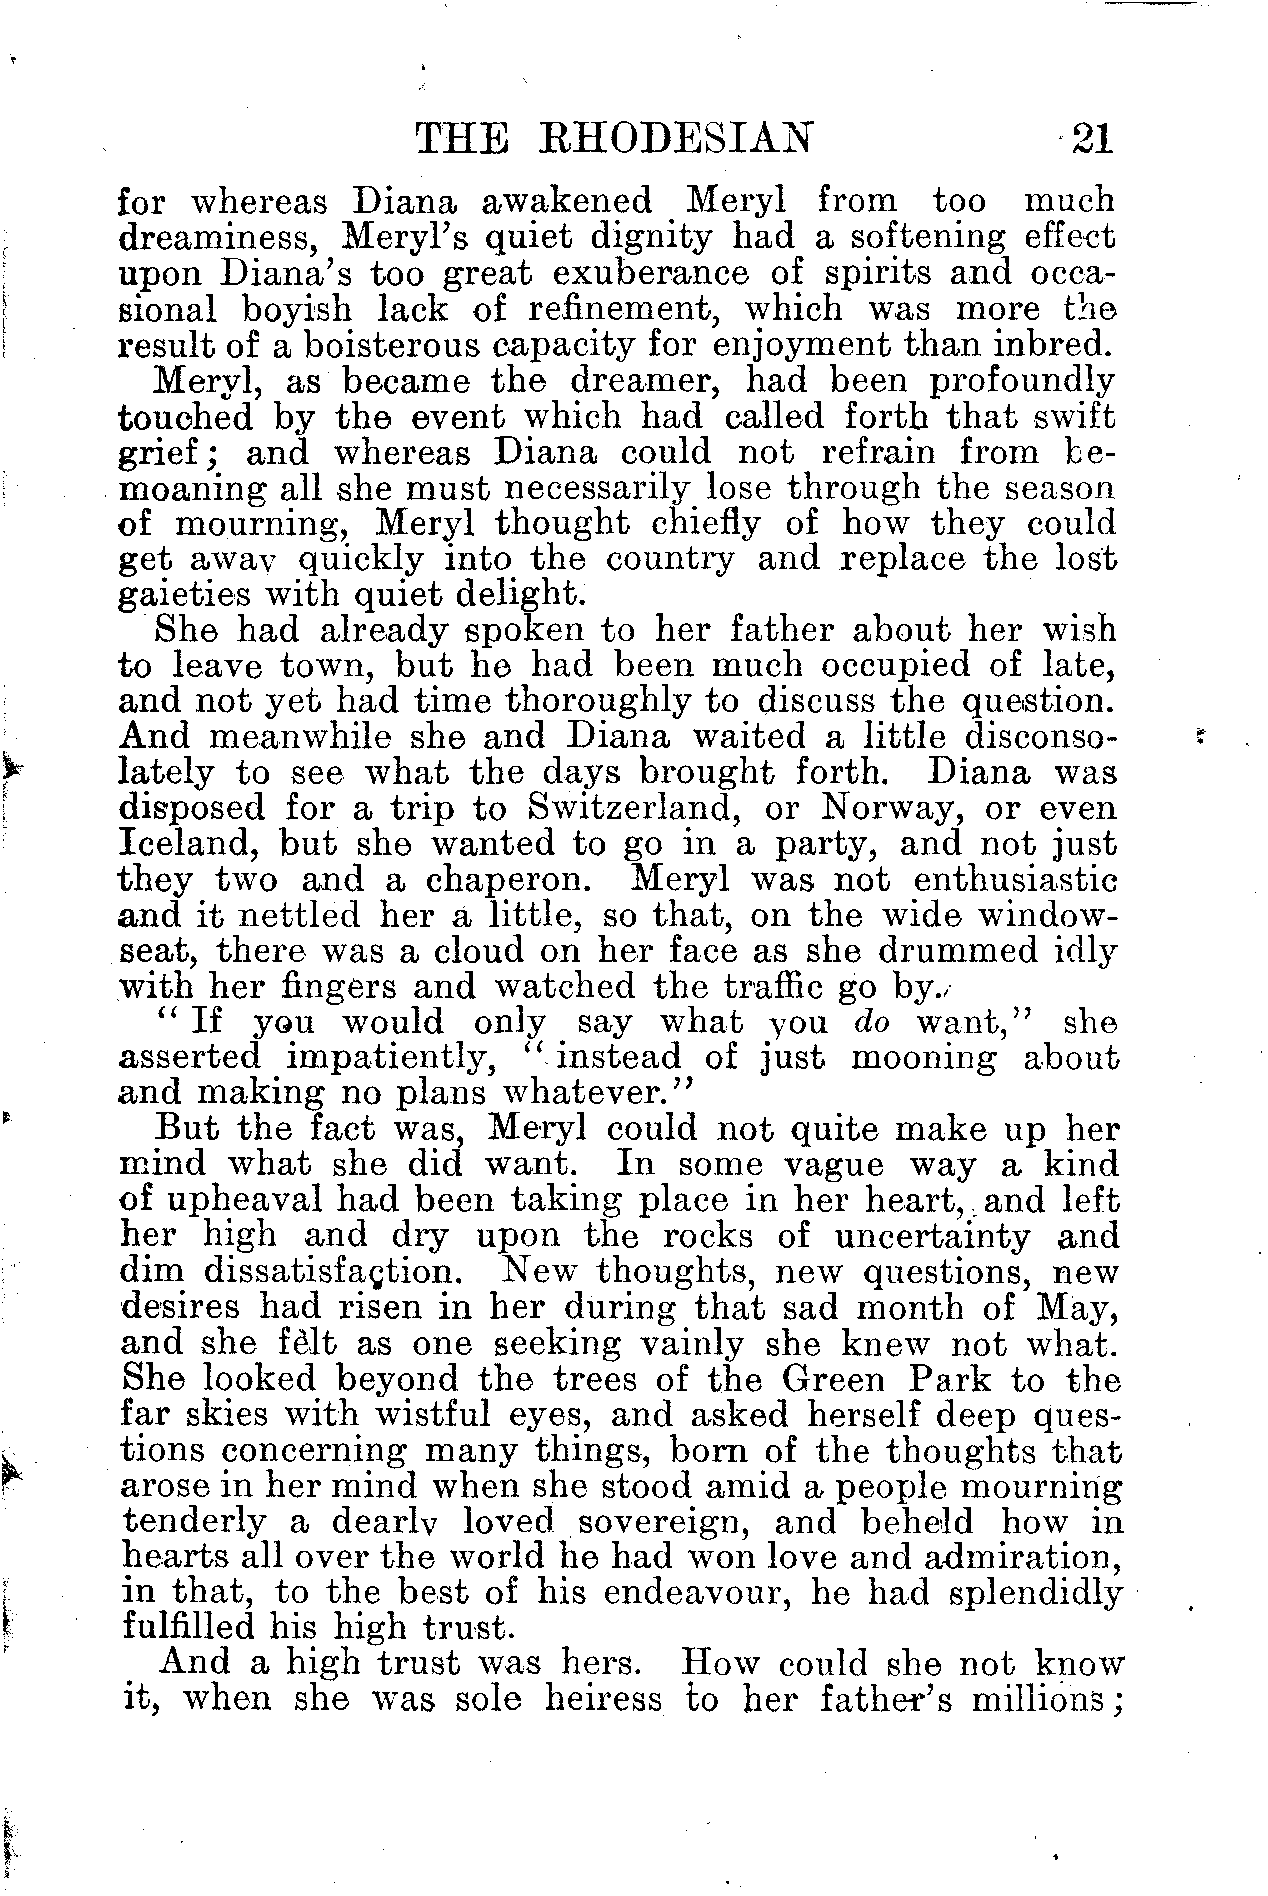 THE RHODESIAN 21
for whereas Diana awakened Meryl from too much
dreaminess, Meryl's quiet dignity had a softening effect
upon Diana's too great exuberance of spirits and occa-
sional boyish lack of refinement, which was more the
result of a boisterous capacity for enjoyment than inbred.
Meryl, as became the dreamer, had been profoundly
touched by the event which had called forth that swift
grief; and whereas Diana could not refrain from be-
moaning all she must necessarily lose through the season
of mourning, Meryl thought chiefly of how they could
get away quickly into the country and replace the lost
gaieties with quiet delight.
She had already spoken to her father about her wish
to leave town, but he had been much occupied of late,
and not yet had time thoroughly to discuss the question.
And meanwhile she and Diana waited a little disconso-
lately to see what the days brought forth. Diana was
disposed for a trip to Switzerland, or Norway, or even
Iceland, but she wanted to go in a party, and not just
they two and a chaperon. Meryl was not enthusiastic
and it nettled her a little, so that, on the wide window-
seat, there was a cloud on her face as she drummed idly
with her fingers and watched the traffic go by.
"If you would only say what you do want," she
asserted impatiently, "instead of just mooning about
and making no plans whatever."
But the fact was, Meryl could not quite make up her
mind what she did want. In some vague way a kind
of upheaval had been taking place in her heart, and left
her high and dry upon the rocks of uncertainty and
dim dissatisfaction. New thoughts, new questions, new
desires had risen in her during that sad month of May,
and she felt as one seeking vainly she knew not what.
She looked beyond the trees of the Green Park to the
far skies with wistful eyes, and asked herself deep ques-
tions concerning many things, born of the thoughts that
arose in her mind when she stood amid a people mourning
tenderly a dearly loved sovereign, and beheld how in
hearts all over the world he had won love and admiration,
in that, to the best of his endeavour, he had splendidly
fulfilled his high trust.
And a high trust was hers. How could she not know
it, when she was sole heiress to her father's millions;